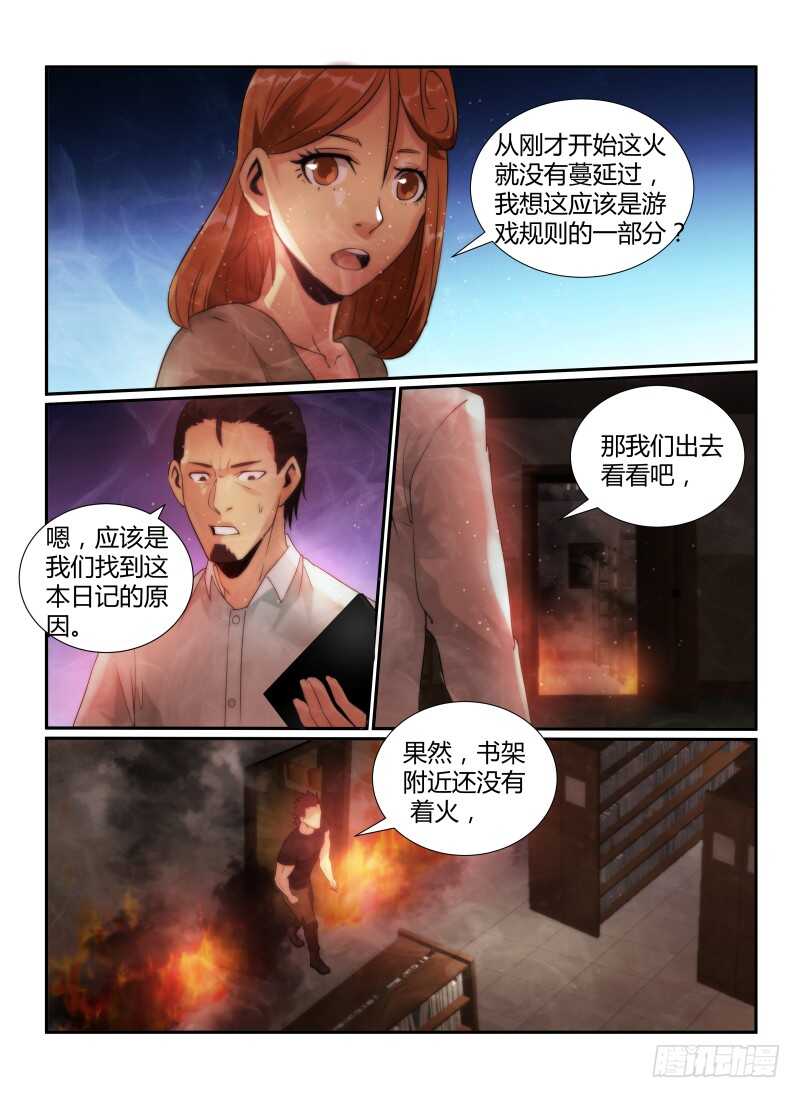 从刚才开始这火
就没有蔓延过，
我想这应该是游
戏规则的一部分？
嗯，应该是
我们找到这
本日记的原
因。
那我们出去
看看吧，
果然，书架
附近还没有
着火，
腾讯动漫